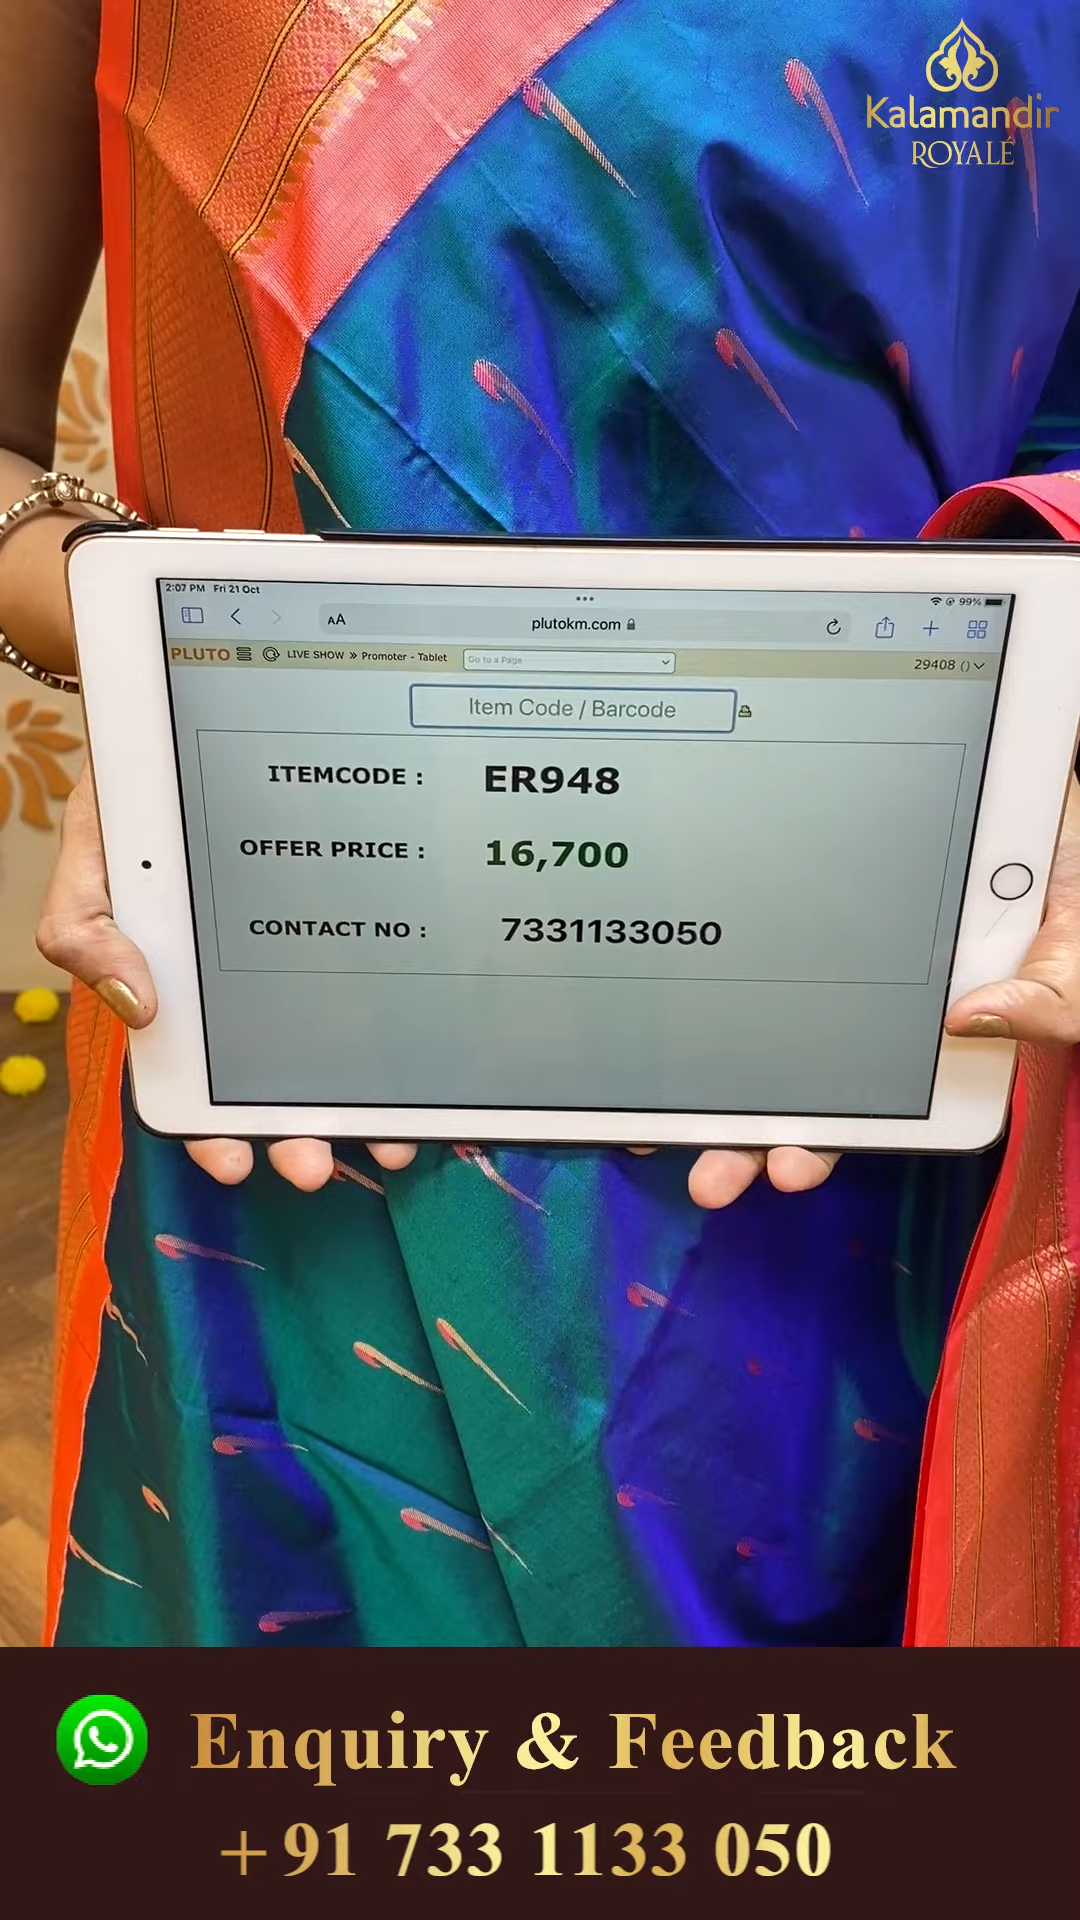 Kalamandir
ROYALÉ
2:07 PM Fri 21 Oct
99%
AA
plutokm.com
PLUTO
LIVE SHOW » Promoter - Tablet
Go to a Page
29408 ()
Item Code / Barcode
ITEMCODE : ER948
OFFER PRICE : 16,700
CONTACT NO : 7331133050
Enquiry & Feedback
+91 733 1133 050